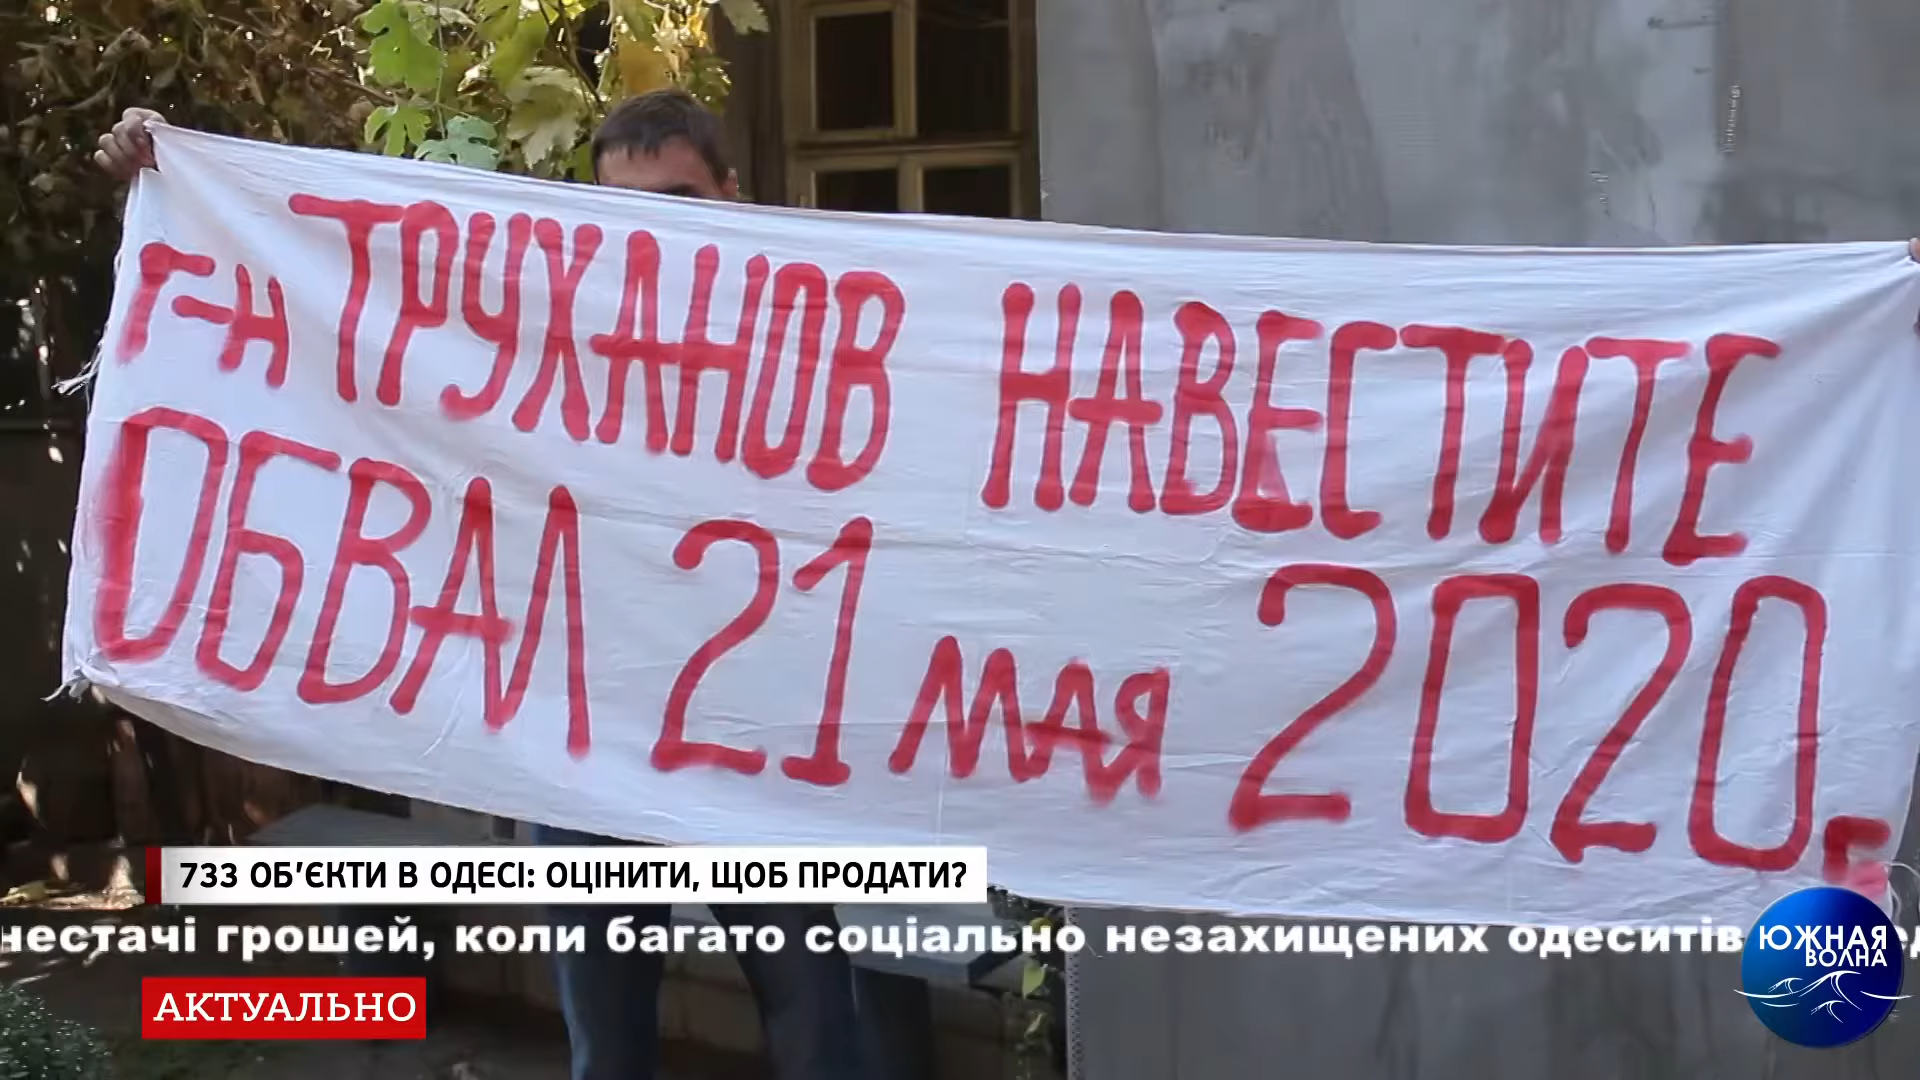 г-н ТРУХАНОВ НАВЕСТИТЕ
ОБВАЛ 21 МАЯ 2020г
733 ОБ’ЄКТИ В ОДЕСІ: ОЦІНИТИ, ЩОБ ПРОДАТИ?
нестачі грошей, коли багато соціально незахищених одеситів
АКТУАЛЬНО
ЮЖНАЯ
ВОЛНА